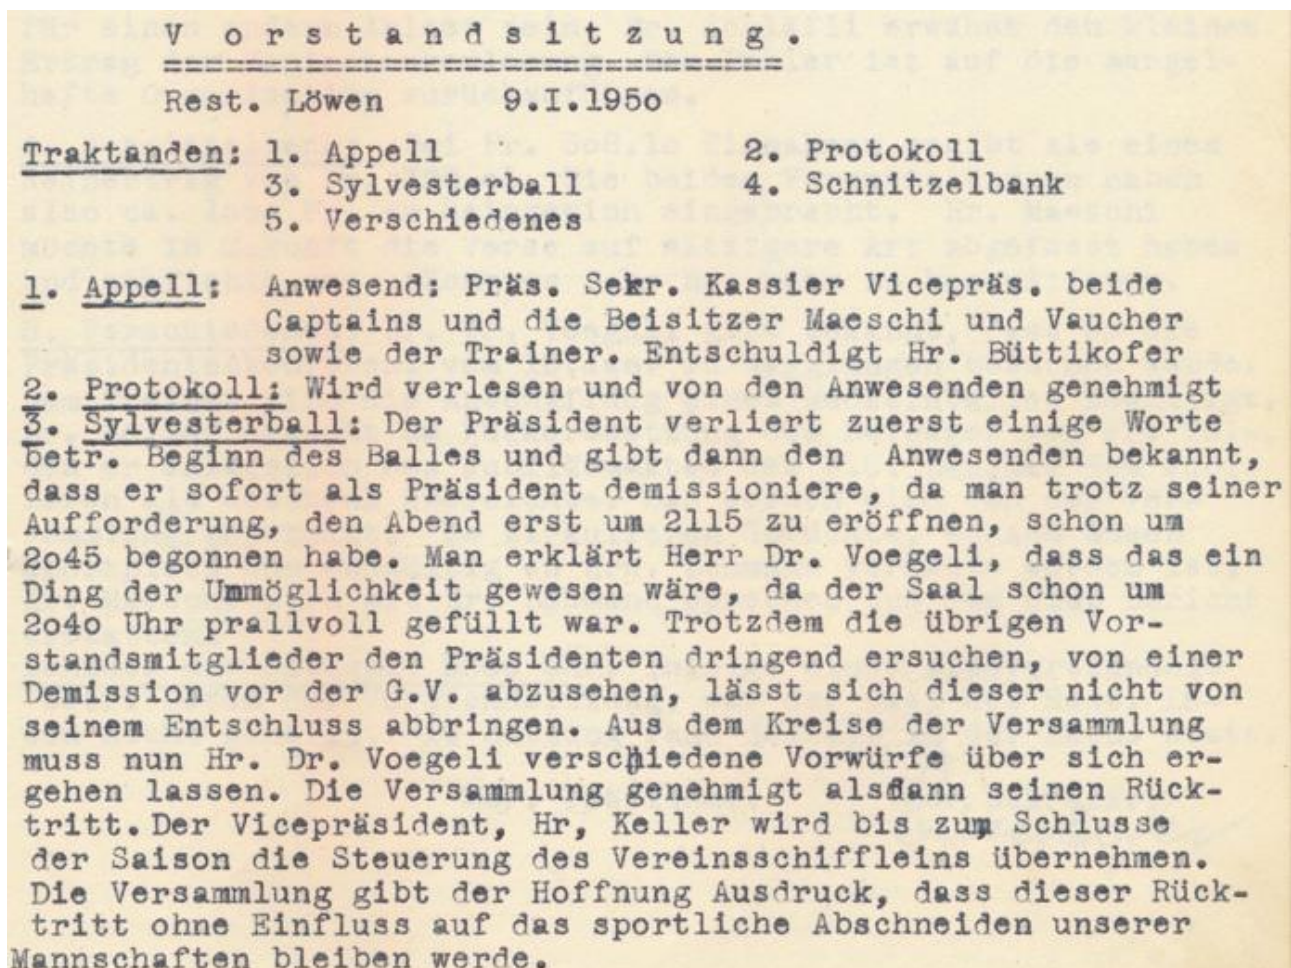 Vorstandsitzung.
Rest. Löwen 9.I.195o
Traktanden: 1. Appell 2. Protokoll
3. Sylvesterball 4. Schnitzelbank
5. Verschiedenes
1. Appell: Anwesend: Präs. Sekr. Kassier Vicepräs. beide
Captains und die Beisitzer Maeschi und Vaucher
sowie der Trainer. Entschuldigt Hr. Büttikofer
2. Protokoll: Wird verlesen und von den Anwesenden genehmigt
3. Sylvesterball: Der Präsident verliert zuerst einige Worte
betr. Beginn des Balles und gibt dann den Anwesenden bekannt,
dass er sofort als Präsident demissioniere, da man trotz seiner
Aufforderung, den Abend erst um 2115 zu eröffnen, schon um
2o45 begonnen habe. Man erklärt Herr Dr. Voegeli, dass das ein
Ding der Ummöglichkeit gewesen wäre, da der Saal schon um
2o4o Uhr prallvoll gefüllt war. Trotzdem die übrigen Vor-
standsmitglieder den Präsidenten dringend ersuchen, von einer
Demission vor der G.V. abzusehen, lässt sich dieser nicht von
seinem Entschluss abbringen. Aus dem Kreise der Versammlung
muss nun Hr. Dr. Voegeli verschiedene Vorwürfe über sich er-
gehen lassen. Die Versammlung genehmigt alsdann seinen Rück-
tritt. Der Vicepräsident, Hr, Keller wird bis zum Schlusse
der Saison die Steuerung des Vereinsschiffleins übernehmen.
Die Versammlung gibt der Hoffnung Ausdruck, dass dieser Rück-
tritt ohne Einfluss auf das sportliche Abschneiden unserer
Mannschaften bleiben werde.